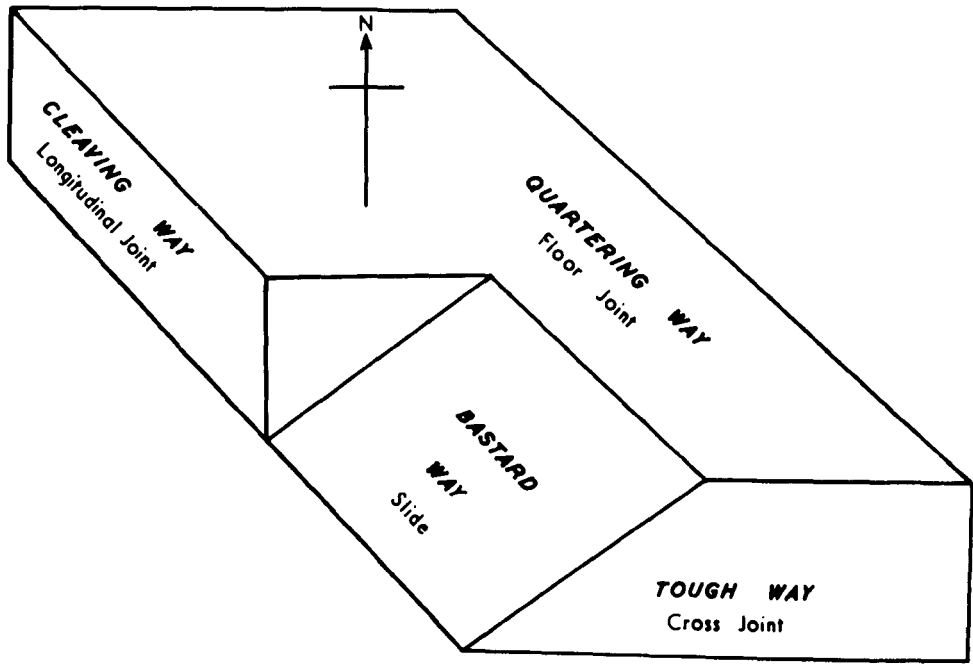 N
CLEAVING WAY
Longitudinal Joint
QUARTERING WAY
Floor Joint
BASTARD
WAY
Slide
TOUGH WAY
Cross Joint